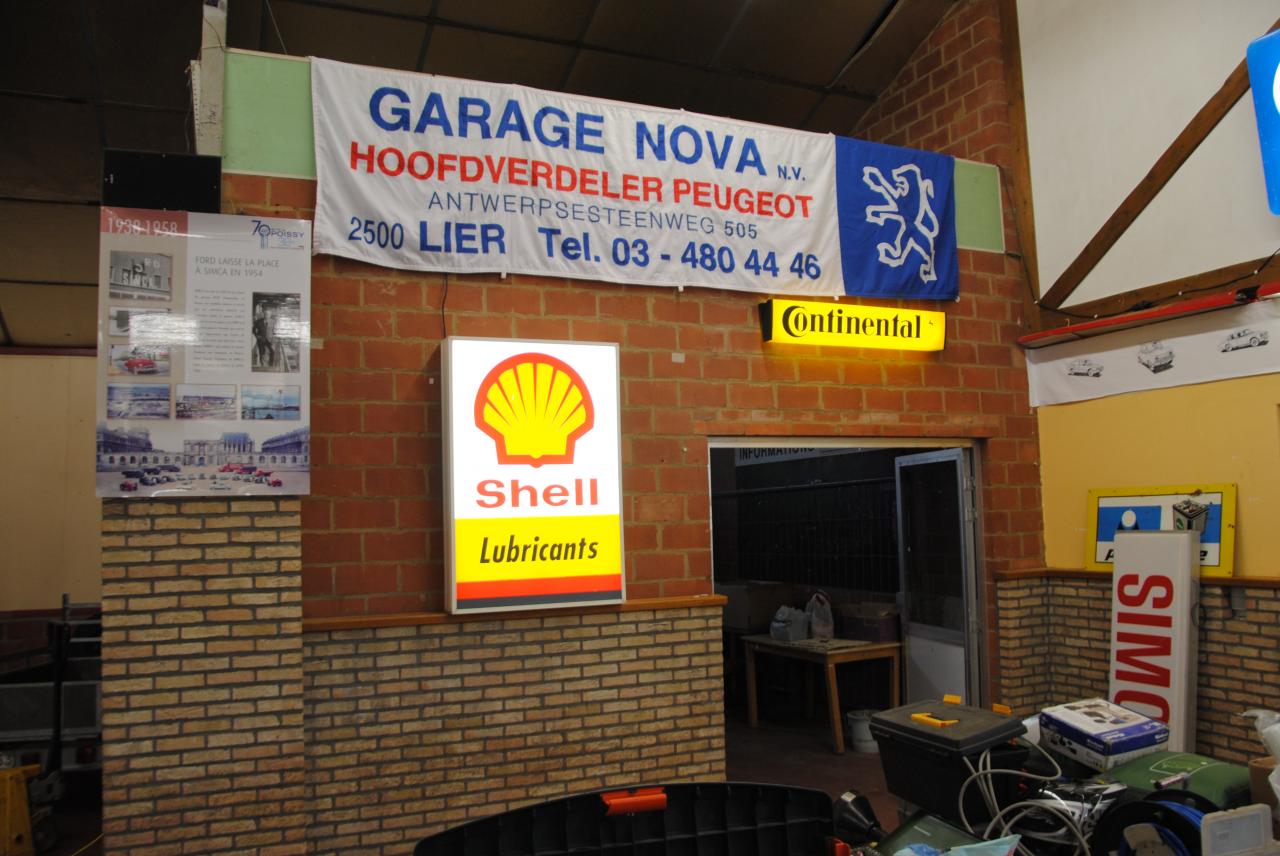 GARAGE NOVA N.V.
HOOFDVERDELER PEUGEOT
ANTWERPSESTEENWEG 505
2500 LIER Tel. 03 - 480 44 46
Continental
1938-1958
70
POISSY
FORD LAISSE LA PLACE
À SIMCA EN 1954
Shell
Lubricants
INFORMATIONS
SIMC